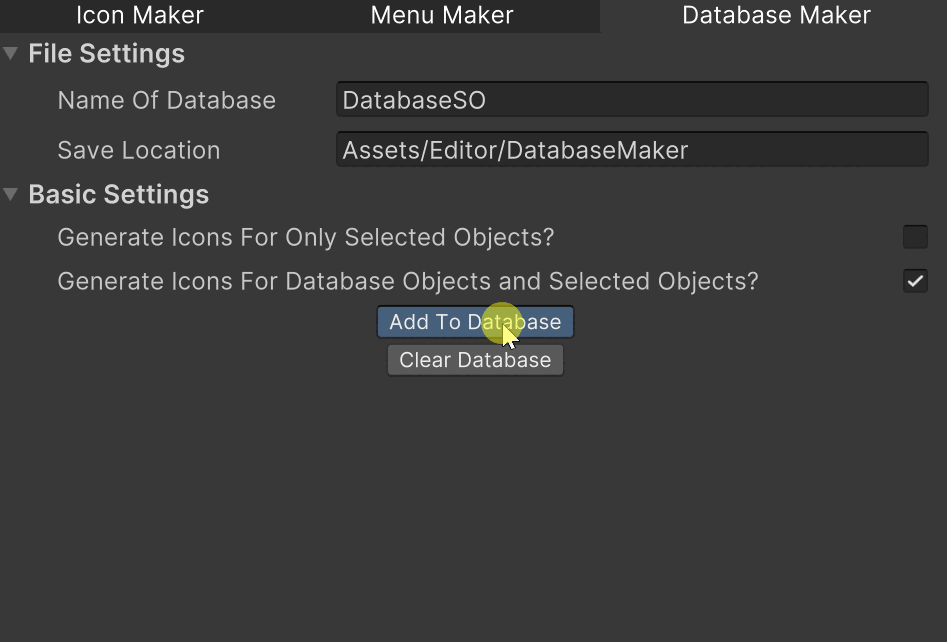 Icon Maker Menu Maker Database Maker
File Settings
Name Of Database DatabaseSO
Save Location Assets/Editor/DatabaseMaker
Basic Settings
Generate Icons For Only Selected Objects?
Generate Icons For Database Objects and Selected Objects?
Add To Database
Clear Database